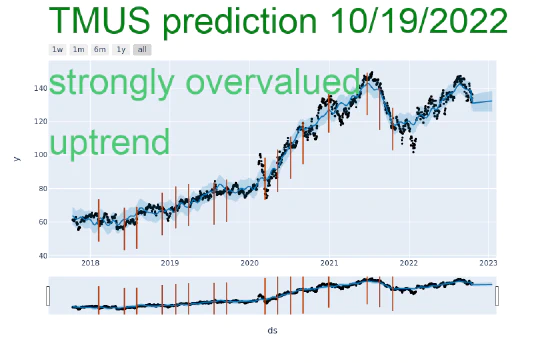 TMUS prediction 10/19/2022
1w 1m 6m 1y all
strongly overvalued
uptrend
140
120
100
80
60
40
y
2018 2019 2020 2021 2022 2023
ds